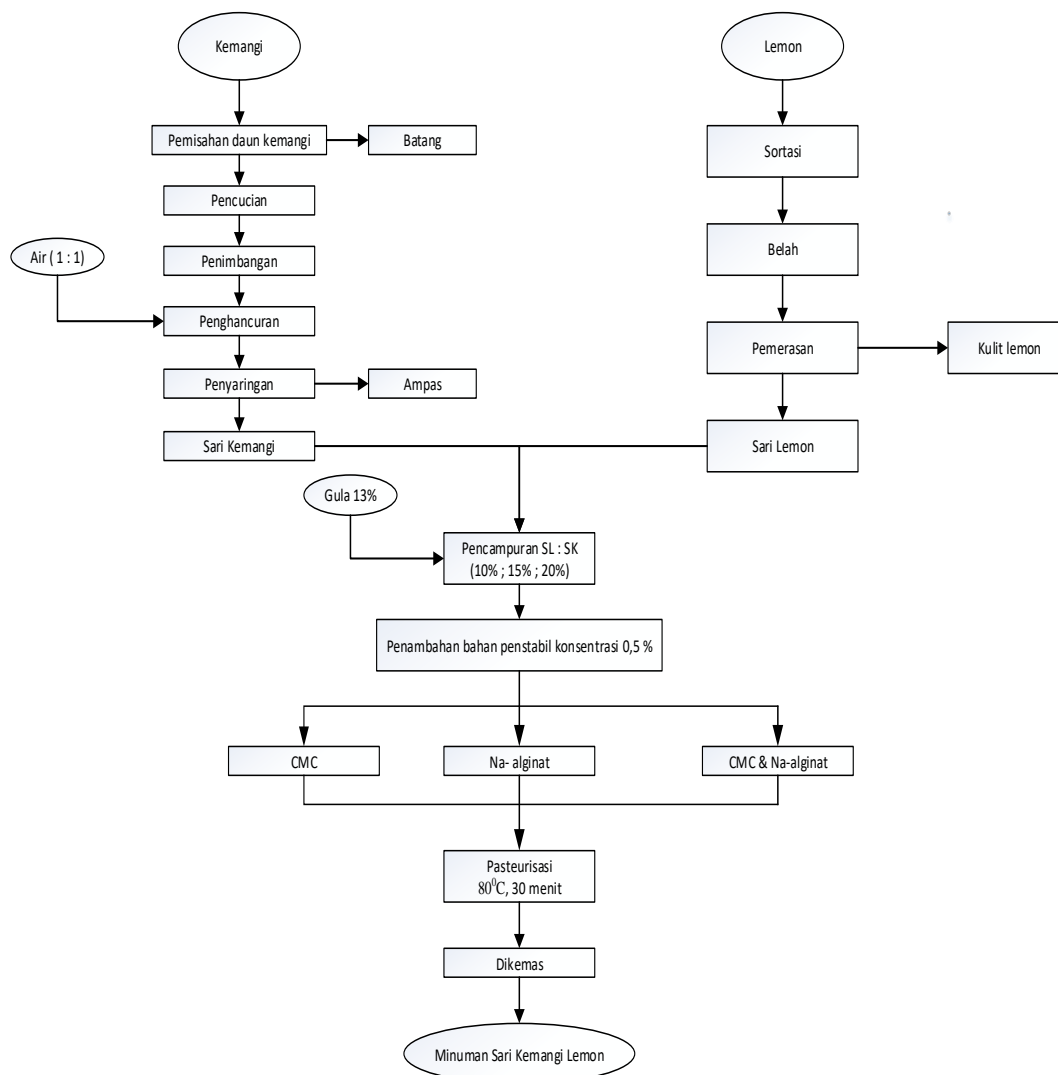 Kemangi
Lemon
Pemisahan daun kemangi
Batang
Sortasi
Pencucian
Air ( 1 : 1)
Penimbangan
Belah
Penghancuran
Pemerasan
Kulit lemon
Penyaringan
Ampas
Sari Kemangi
Sari Lemon
Gula 13%
Pencampuran SL : SK
(10% ; 15% ; 20%)
Penambahan bahan penstabil konsentrasi 0,5 %
CMC
Na- alginat
CMC & Na-alginat
Pasteurisasi
80⁰C, 30 menit
Dikemas
Minuman Sari Kemangi Lemon